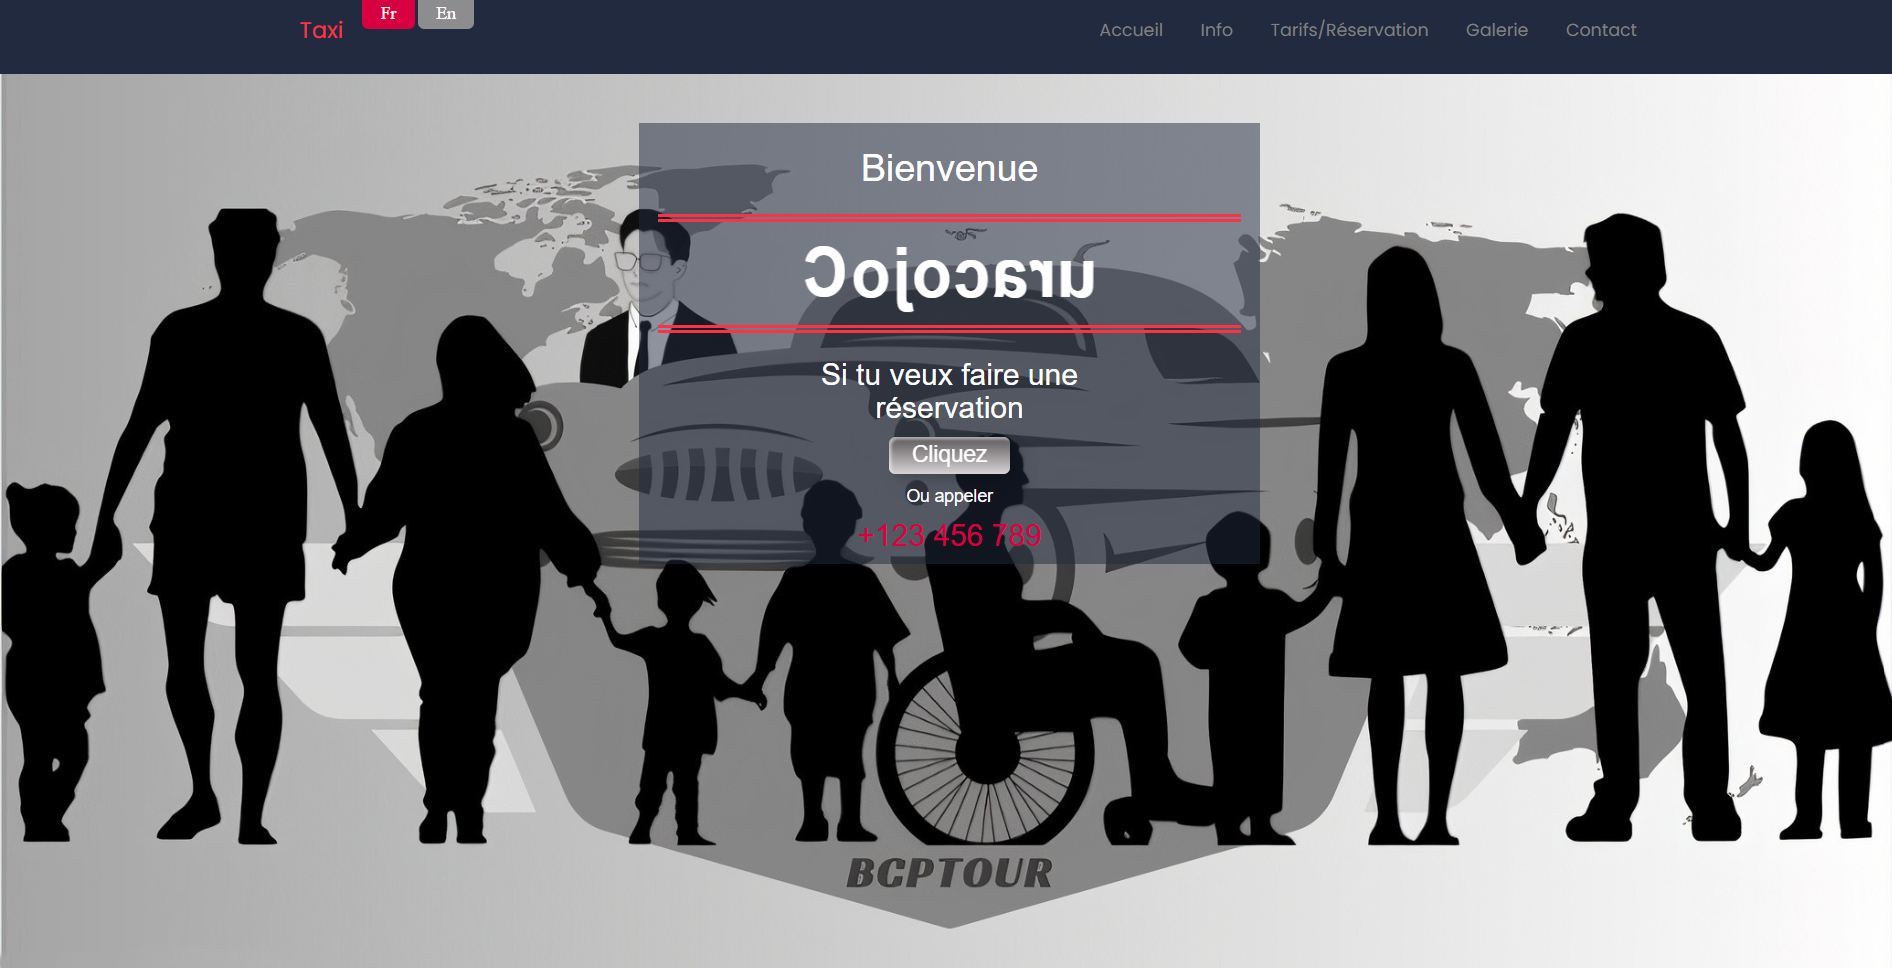 Taxi
Fr En
Accueil Info Tarifs/Réservation Galerie Contact
Bienvenue
Cojocaru
Si tu veux faire une
réservation
Cliquez
Ou appeler
+123 456 789
BCPTOUR